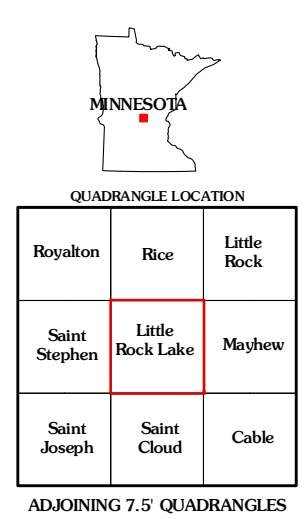 MINNESOTA
QUADRANGLE LOCATION
Royalton
Rice
Little
Rock
Saint
Stephen
Little
Rock Lake
Mayhew
Saint
Joseph
Saint
Cloud
Cable
ADJOINING 7.5' QUADRANGLES